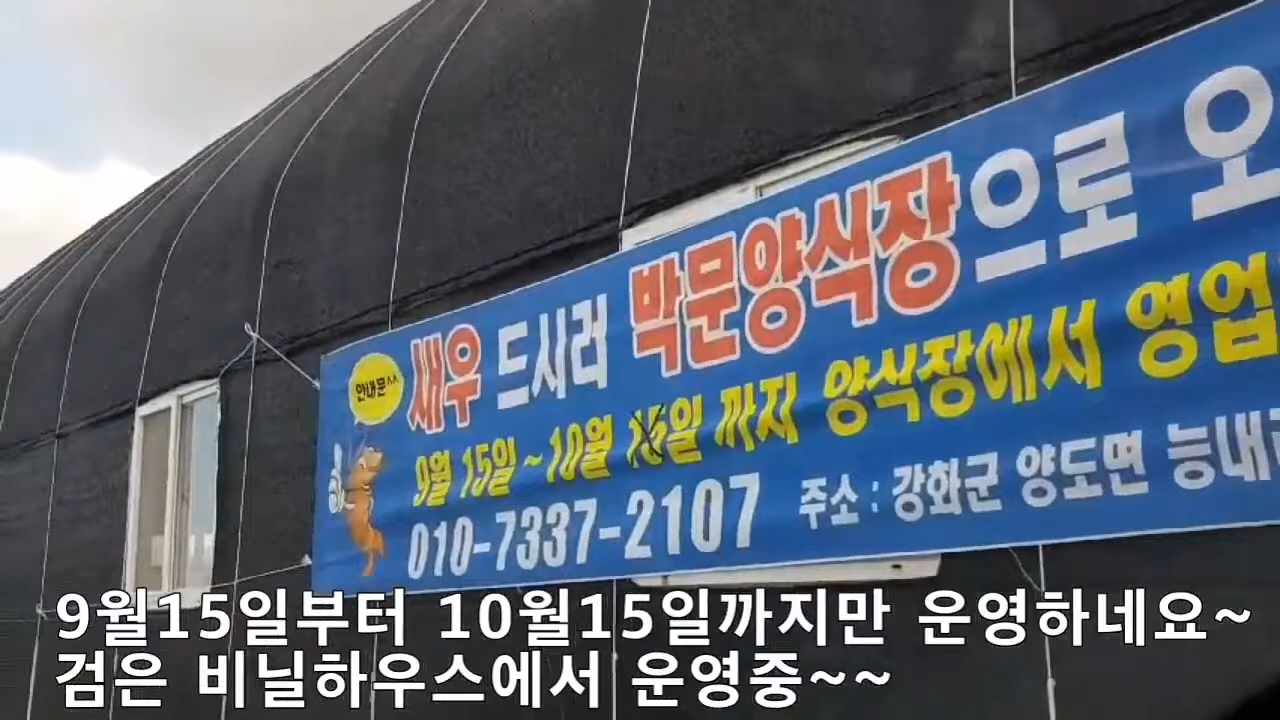 안내문^^
새우 드시러 박문양식장으로 오
9월 15일~10월 15일 까지 양식장에서 영업
010-7337-2107 주소 : 강화군 양도면 능내리
9월15일부터 10월15일까지만 운영하네요~
검은 비닐하우스에서 운영중~~